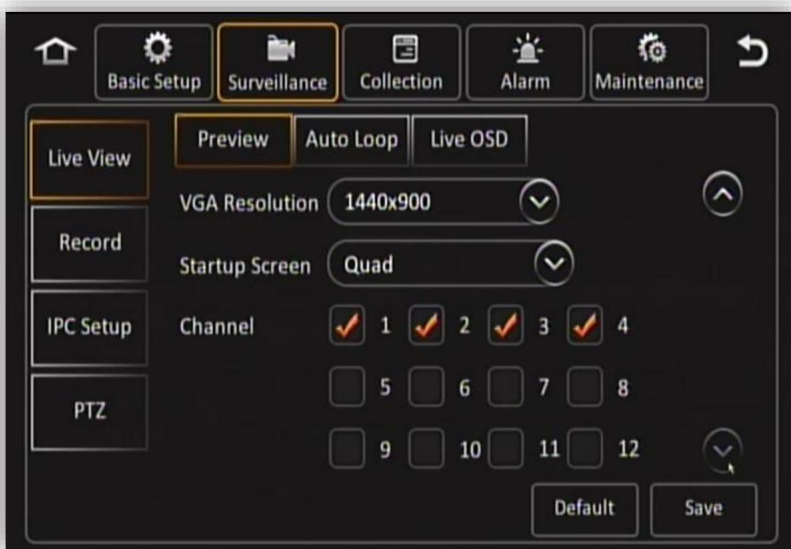 Basic Setup Surveillance Collection Alarm Maintenance
Preview Auto Loop Live OSD
Live View
VGA Resolution 1440x900
Record
Startup Screen Quad
IPC Setup
Channel 1 2 3 4
PTZ
5 6 7 8
9 10 11 12
Default Save